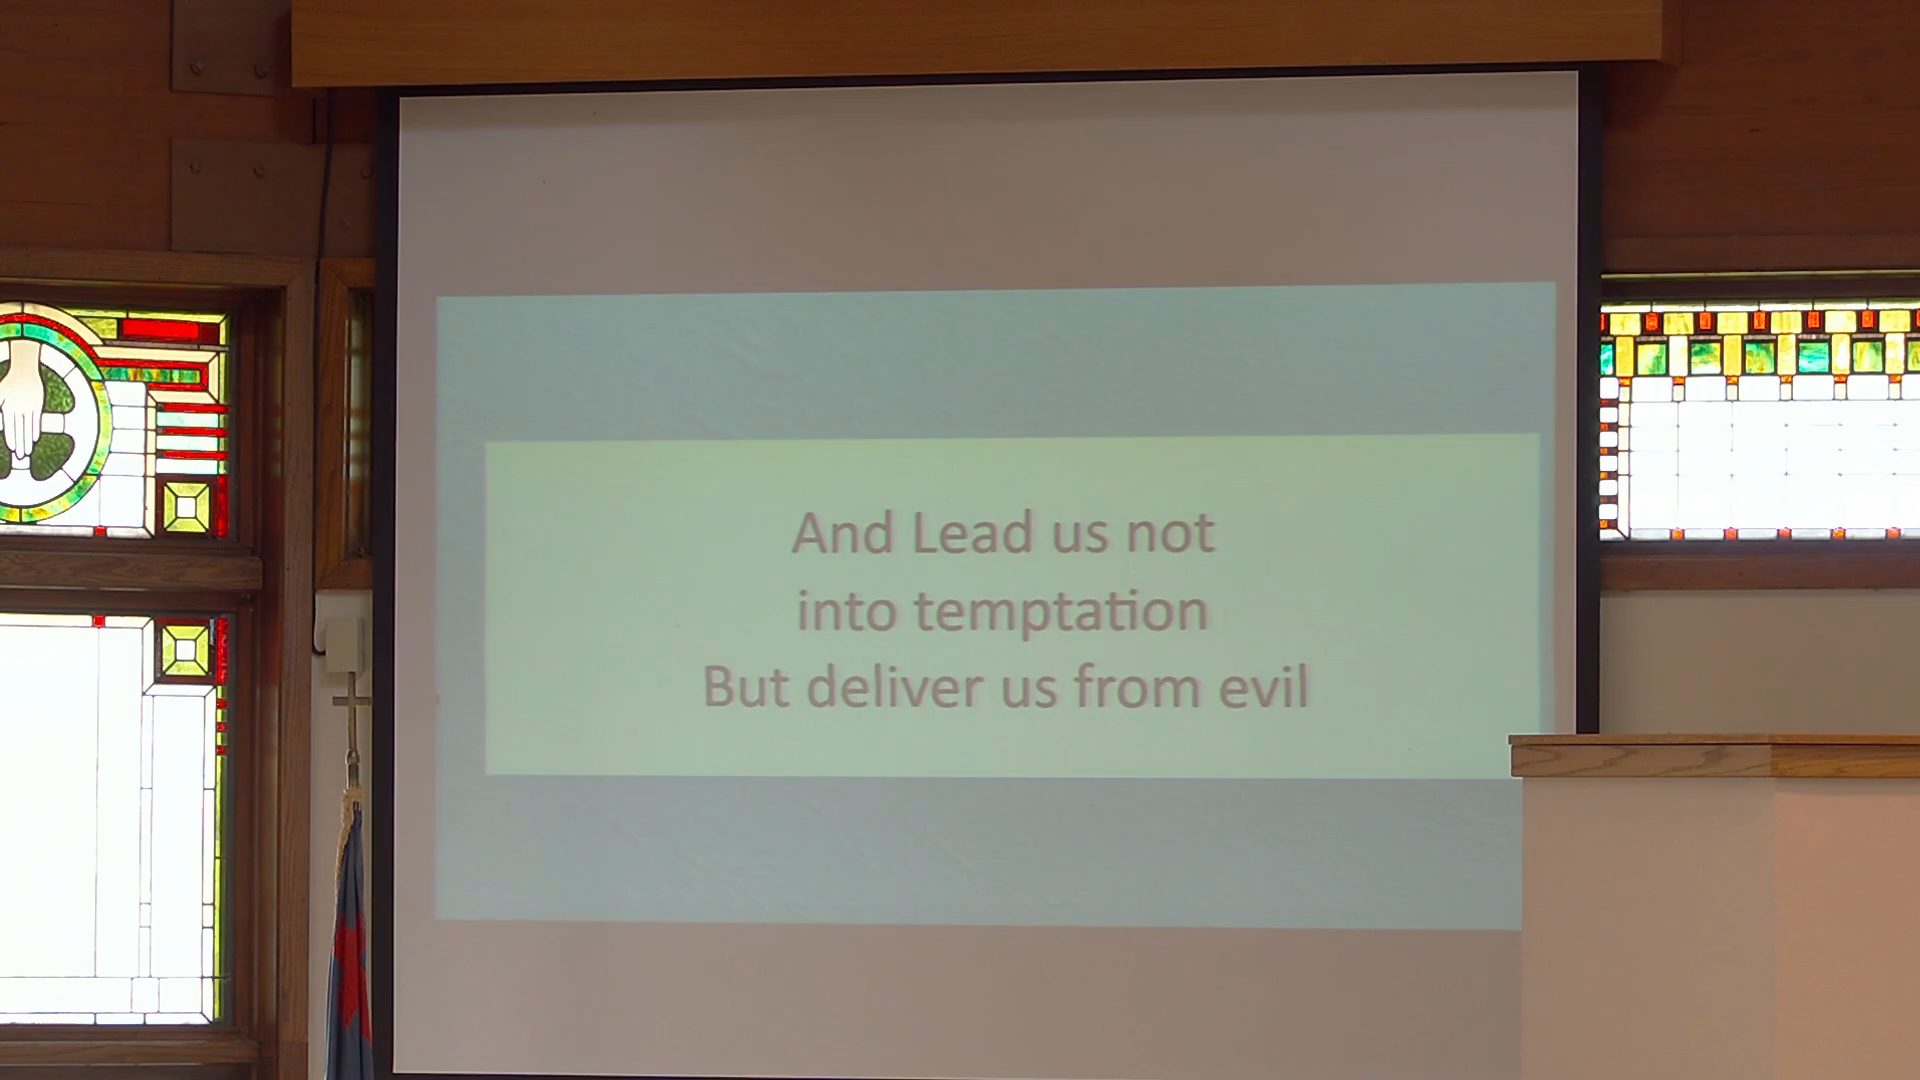 And Lead us not
into temptation
But deliver us from evil